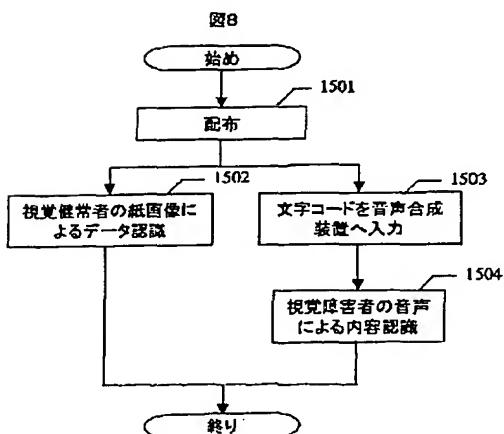 図8
始め
1501
配布
1502
視覚健常者の紙画像に
よるデータ認識
1503
文字コードを音声合成
装置へ入力
1504
視覚障害者の音声
による内容認識
終り